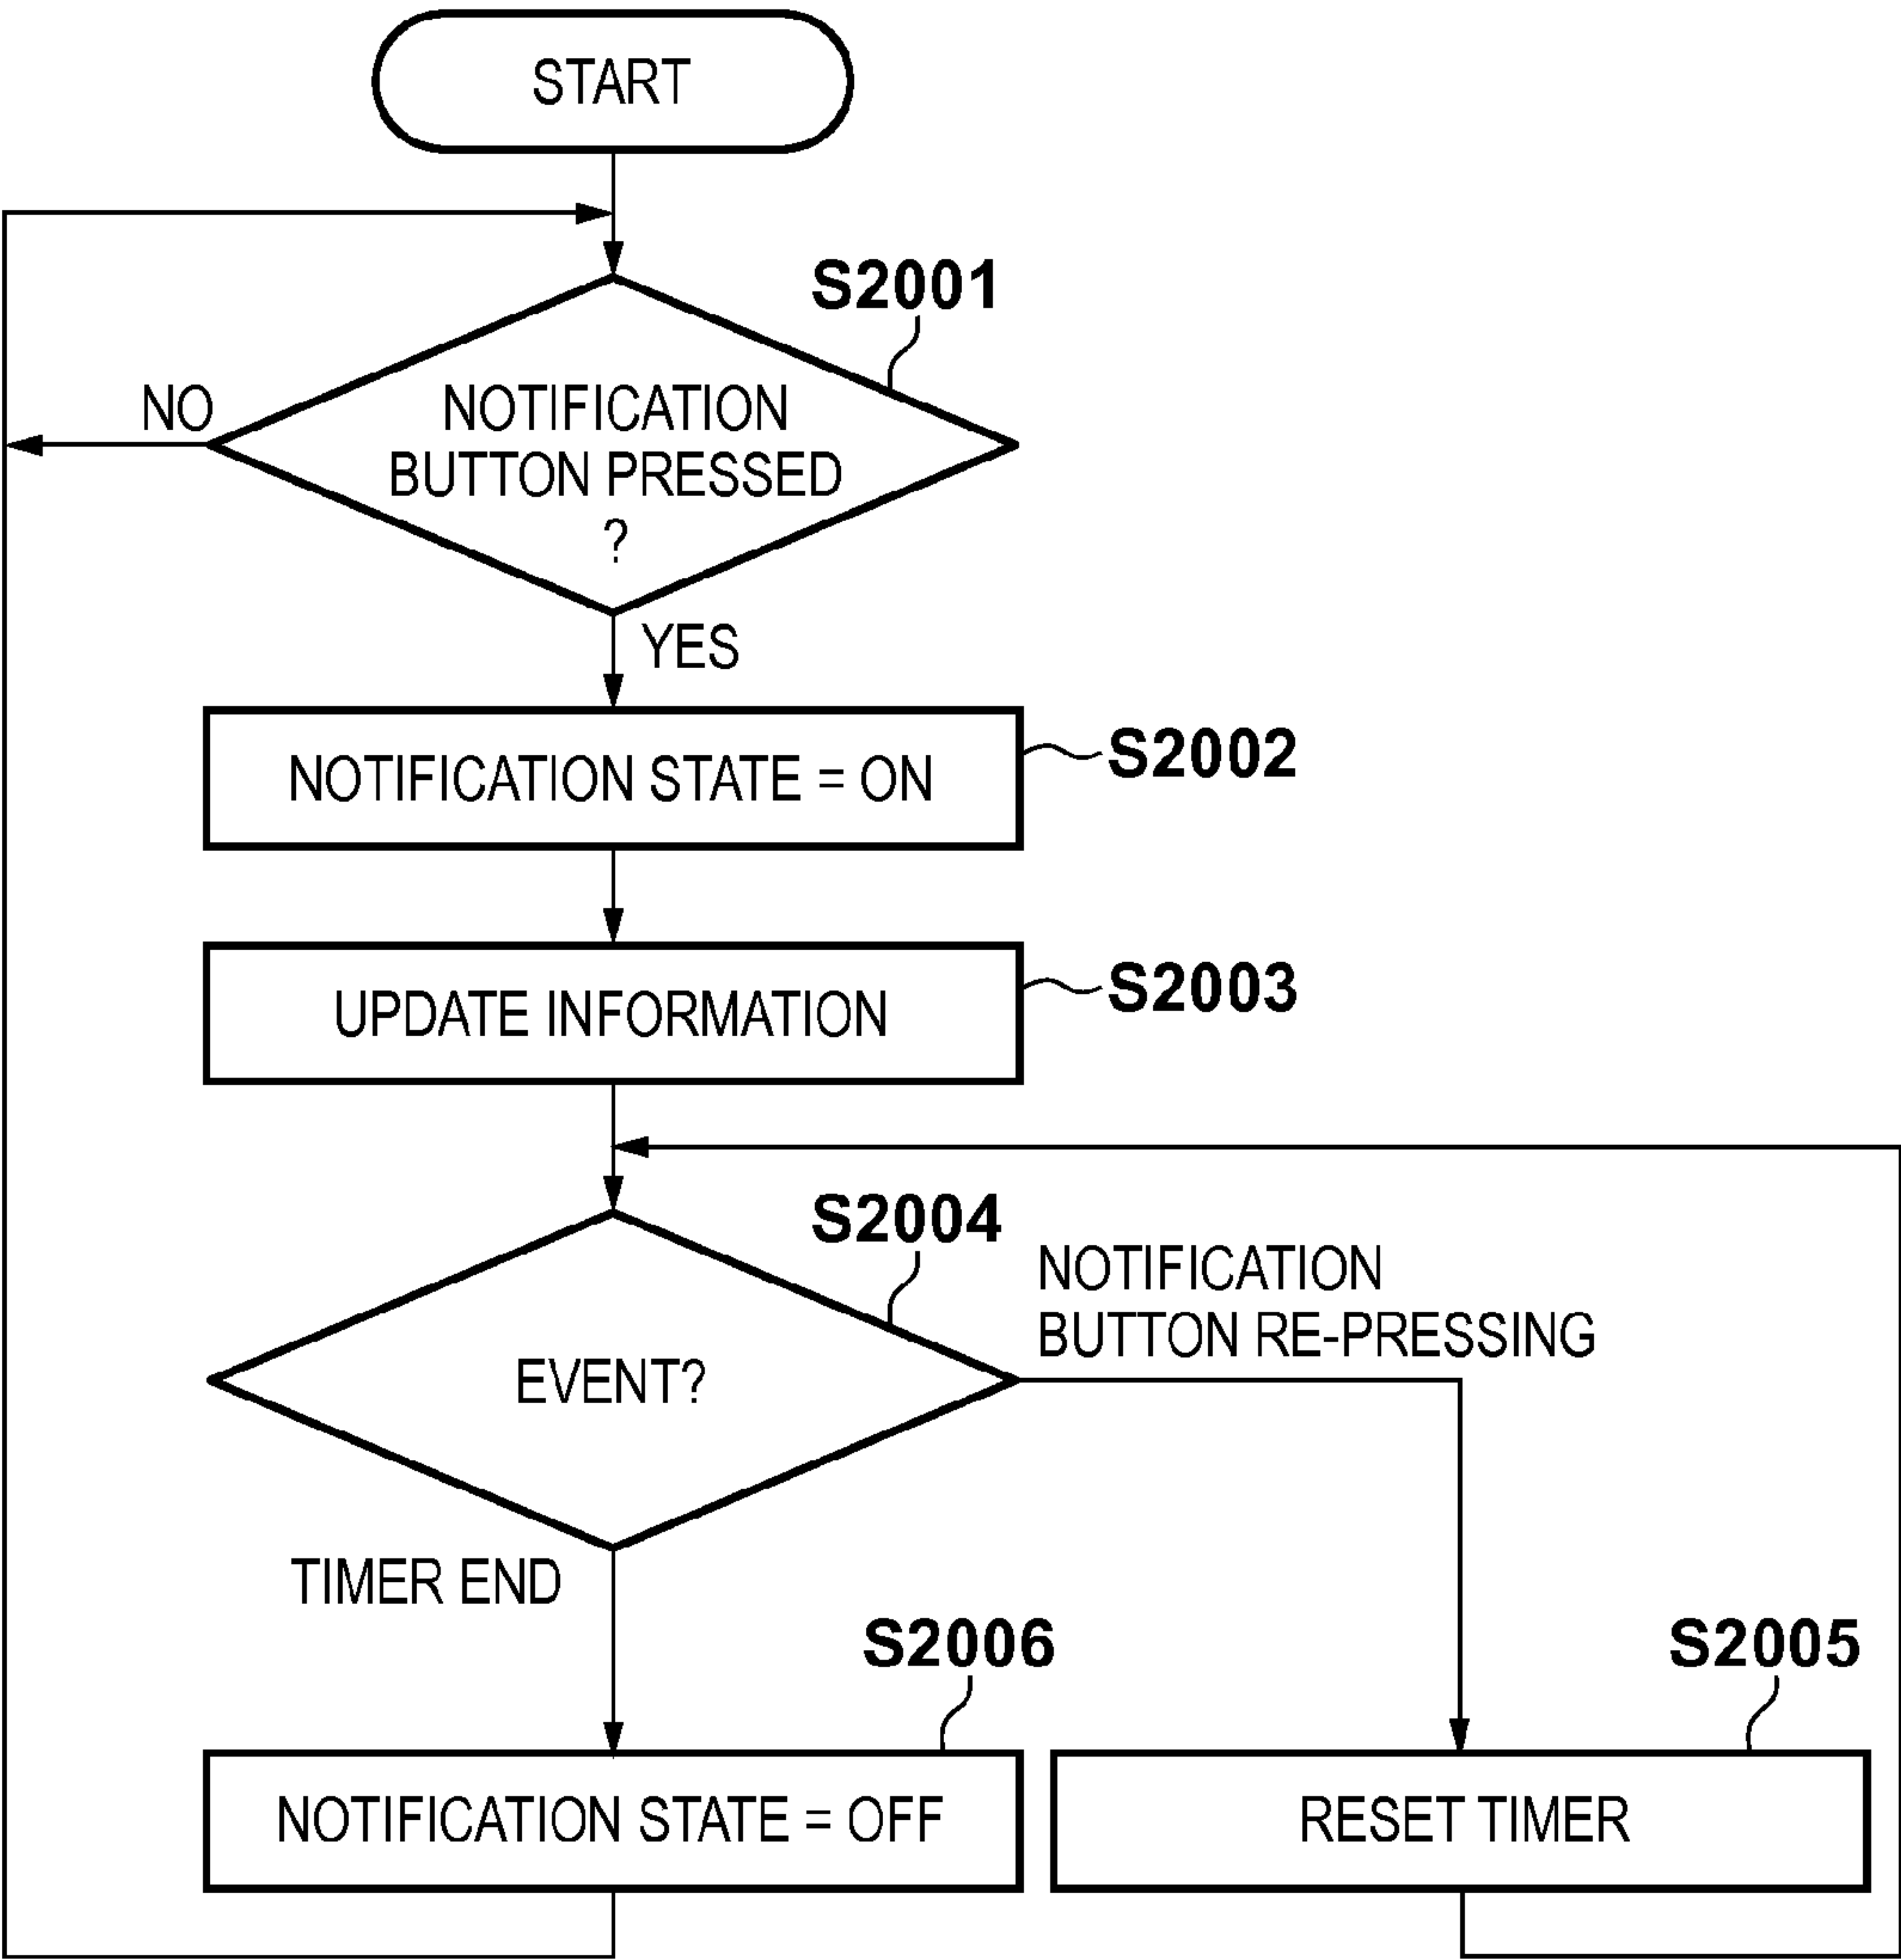 START
S2001
NO
NOTIFICATION
BUTTON PRESSED
?
YES
NOTIFICATION STATE = ON
S2002
UPDATE INFORMATION
S2003
S2004
NOTIFICATION
BUTTON RE-PRESSING
EVENT?
TIMER END
S2006
S2005
NOTIFICATION STATE = OFF
RESET TIMER